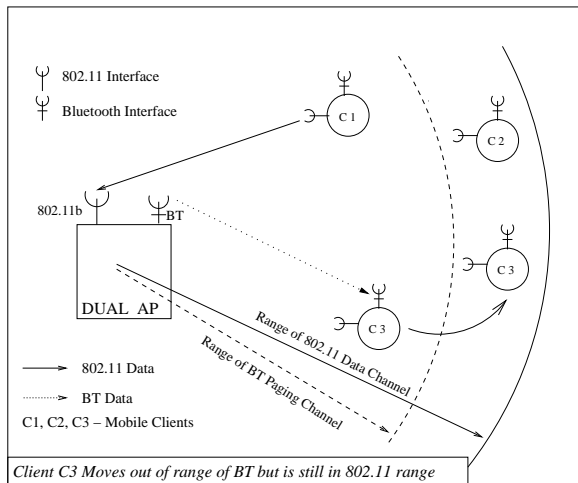 802.11 Interface
Bluetooth Interface
C 1
C 2
802.11b
BT
C 3
DUAL AP
C 3
Range of 802.11 Data Channel
Range of BT Paging Channel
802.11 Data
BT Data
C1, C2, C3 – Mobile Clients
Client C3 Moves out of range of BT but is still in 802.11 range